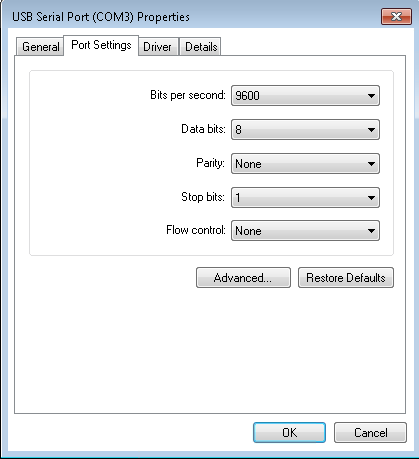 USB Serial Port (COM3) Properties
General Port Settings Driver Details
Bits per second: 9600
Data bits: 8
Parity: None
Stop bits: 1
Flow control: None
Advanced... Restore Defaults
OK Cancel